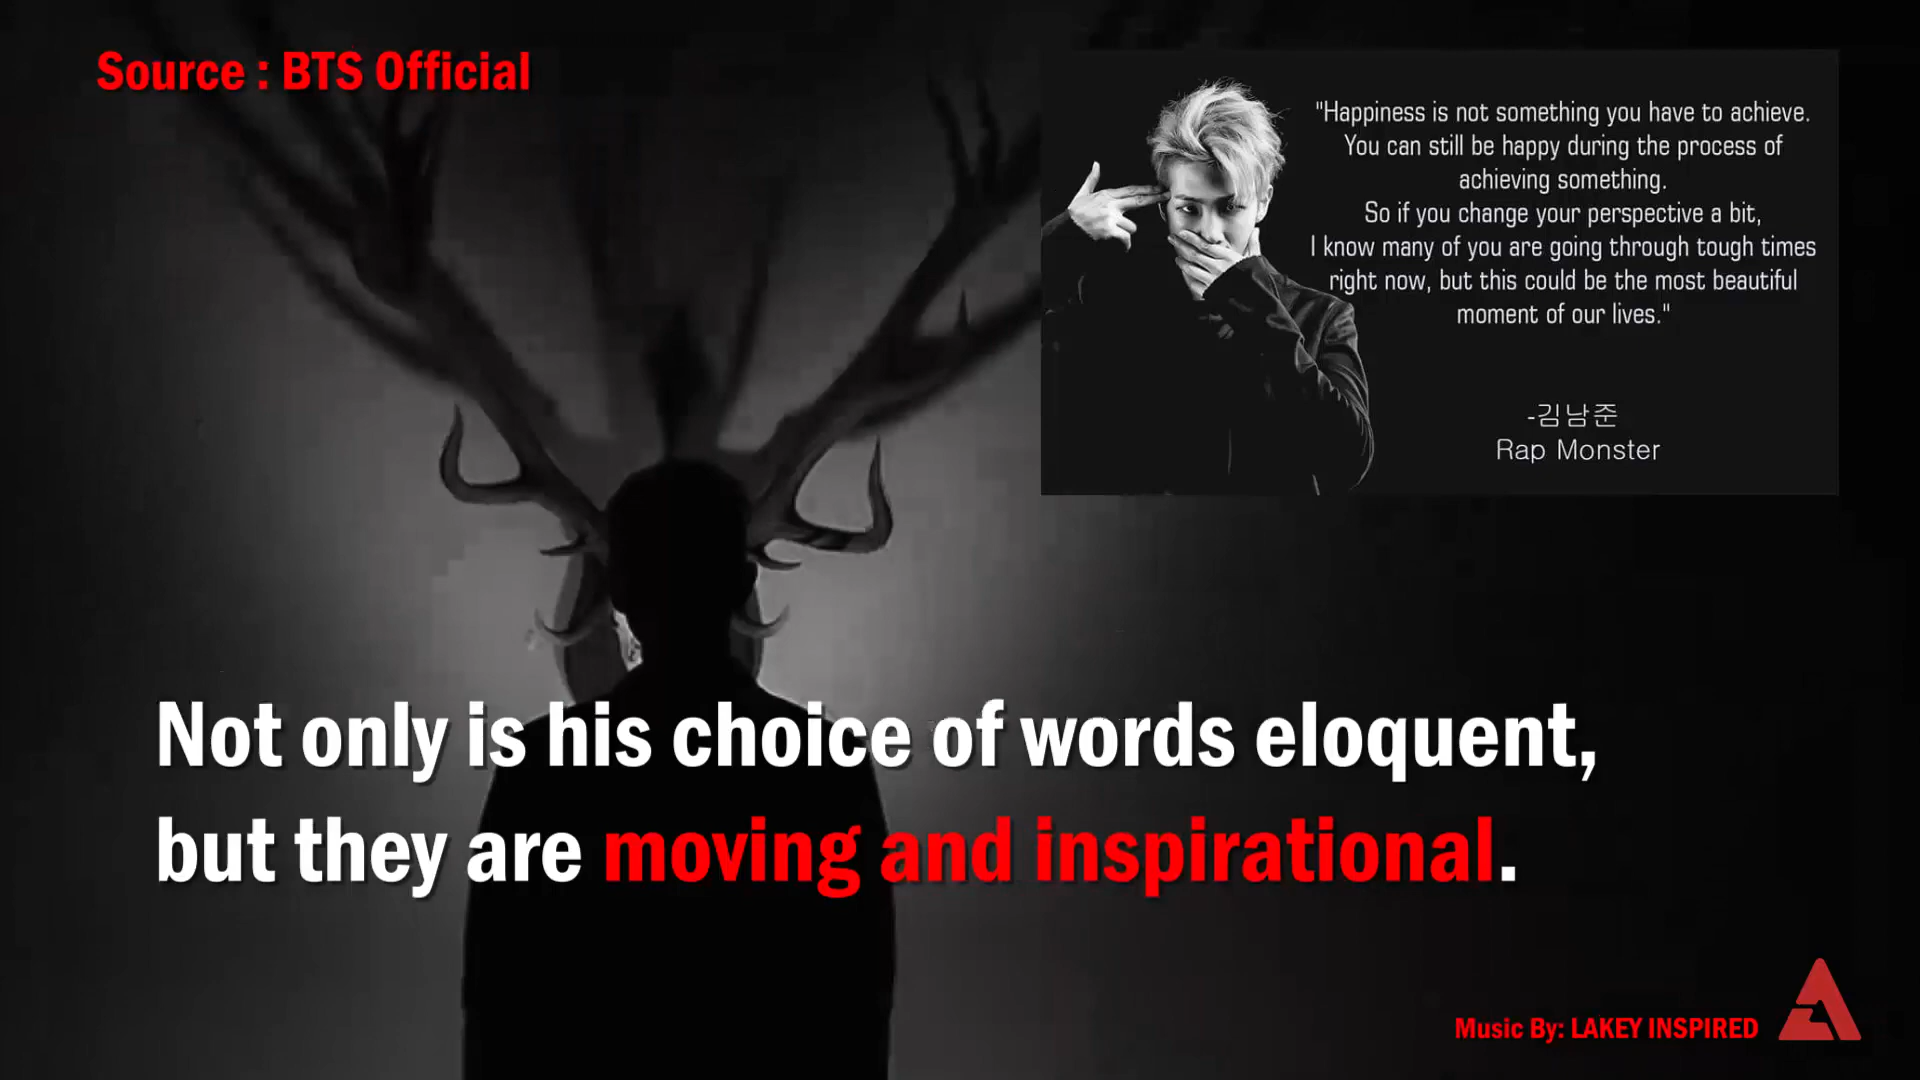 Source : BTS Official
"Happiness is not something you have to achieve.
You can still be happy during the process of
achieving something.
So if you change your perspective a bit,
I know many of you are going through tough times
right now, but this could be the most beautiful
moment of our lives."
-김남준
Rap Monster
Not only is his choice of words eloquent,
but they are moving and inspirational.
Music By: LAKEY INSPIRED